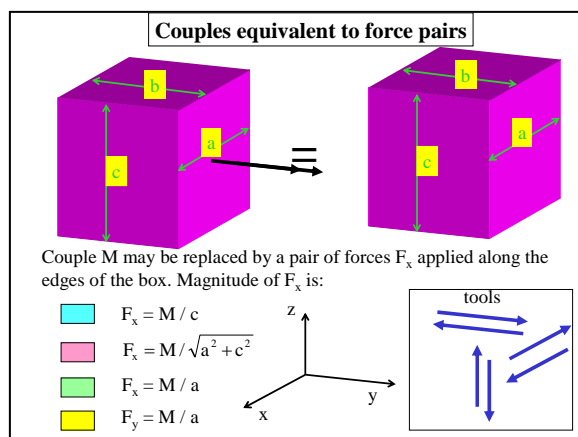 Couples equivalent to force pairs
b
b
a
a
=
c
c
Couple M may be replaced by a pair of forces Fₓ applied along the
edges of the box. Magnitude of Fₓ is:
Fₓ = M / c
Fₓ = M / √(a² + c²)
Fₓ = M / a
F_y = M / a
z
x
y
tools